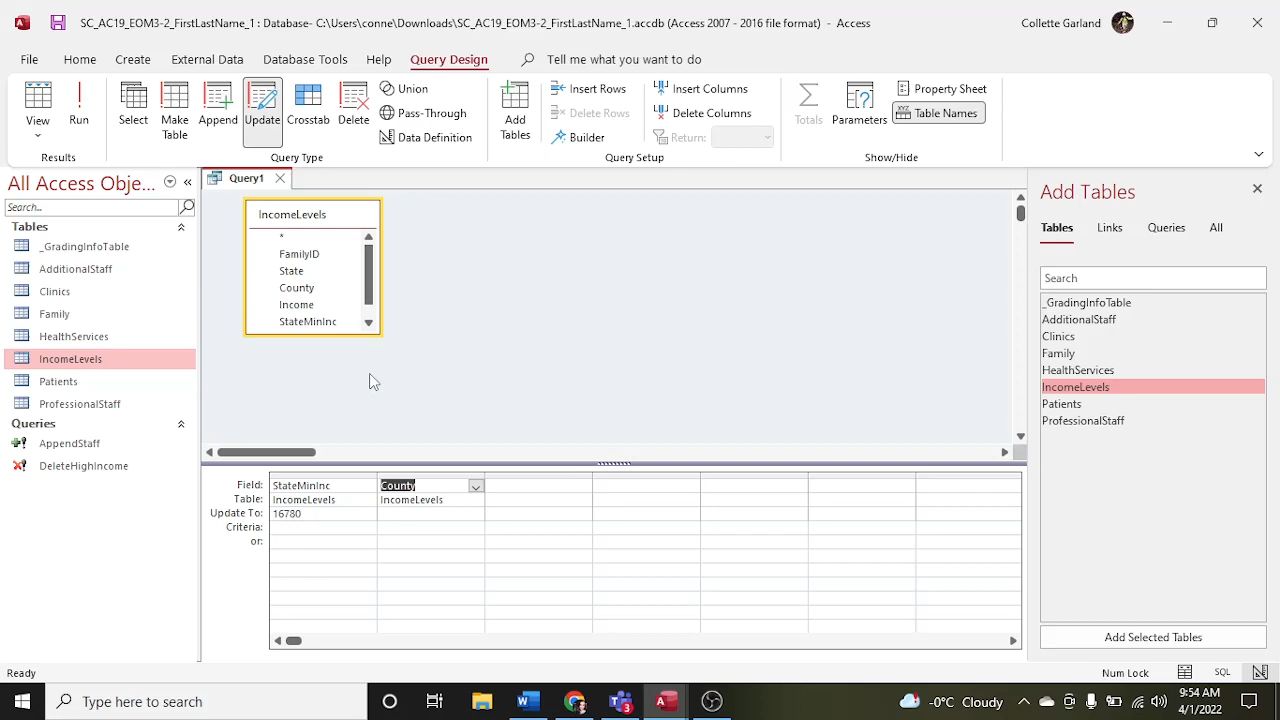 SC_AC19_EOM3-2_FirstLastName_1 : Database- C:\Users\conne\Downloads\SC_AC19_EOM3-2_FirstLastName_1.accdb (Access 2007 - 2016 file format) - Access
Collette Garland
File Home Create External Data Database Tools Help Query Design Tell me what you want to do
View Run Select Make Table Append Update Crosstab Delete
Union
Pass-Through
Data Definition
Add Tables
Insert Rows
Delete Rows
Builder
Insert Columns
Delete Columns
Return:
Totals
Parameters
Property Sheet
XYZ Table Names
Results Query Type Query Setup Show/Hide
All Access Obje...
Search...
Tables
_GradingInfoTable
AdditionalStaff
Clinics
Family
HealthServices
IncomeLevels
Patients
ProfessionalStaff
Queries
AppendStaff
DeleteHighIncome
Query1
IncomeLevels
*
FamilyID
State
County
Income
StateMinInc
Field: StateMinInc County
Table: IncomeLevels IncomeLevels
Update To: 16780
Criteria:
or:
Add Tables
Tables Links Queries All
Search
_GradingInfoTable
AdditionalStaff
Clinics
Family
HealthServices
IncomeLevels
Patients
ProfessionalStaff
Add Selected Tables
Ready
Num Lock SQL
Type here to search
3
-0°C Cloudy
9:54 AM
4/1/2022